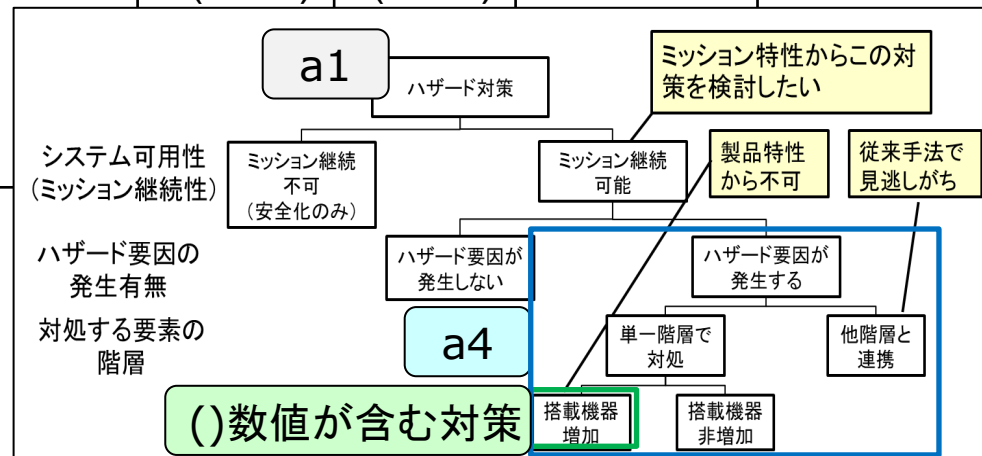 a1
ハザード対策
ミッション特性からこの対
策を検討したい
システム可用性
(ミッション継続性)
ミッション継続
不可
(安全化のみ)
ミッション継続
可能
製品特性
から不可
従来手法で
見逃しがち
ハザード要因の
発生有無
ハザード要因が
発生しない
ハザード要因が
発生する
対処する要素の
階層
a4
単一階層で
対処
他階層と
連携
()数値が含む対策
搭載機器
増加
搭載機器
非増加